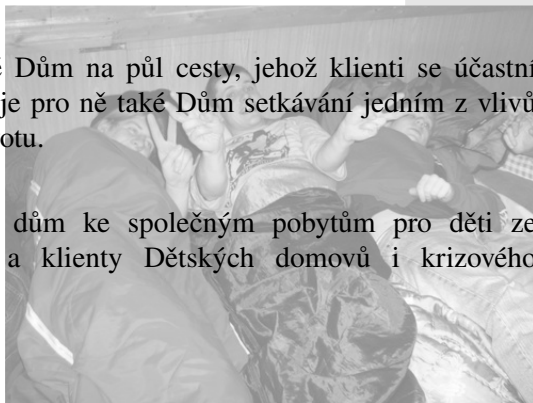 Dům na půl cesty, jehož klienti se účastní
je pro ně také Dům setkávání jedním z vlivů
dům ke společným pobytům pro děti ze
a klienty Dětských domovů i krizového